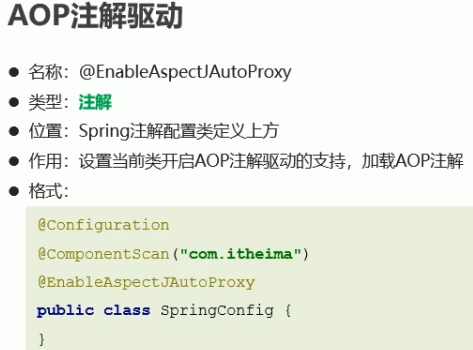 AOP注解驱动
● 名称：@EnableAspectJAutoProxy
● 类型：注解
● 位置：Spring注解配置类定义上方
● 作用：设置当前类开启AOP注解驱动的支持，加载AOP注解
● 格式：
@Configuration
@ComponentScan("com.itheima")
@EnableAspectJAutoProxy
public class SpringConfig {
}